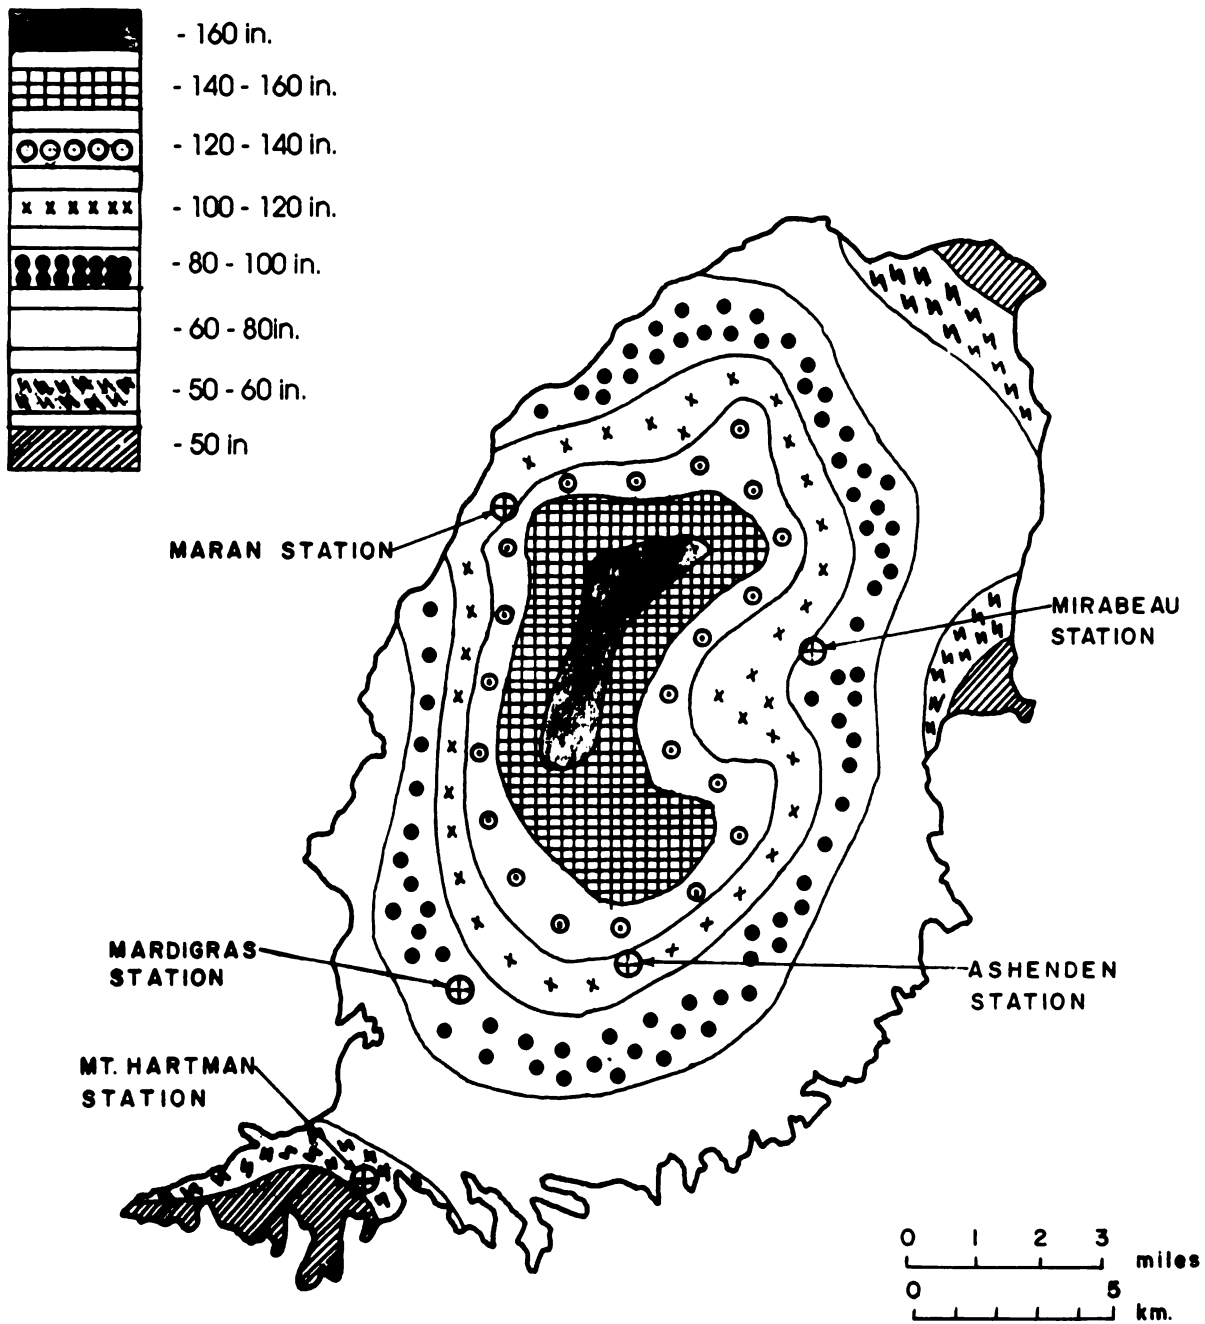 - 160 in.
- 140 - 160 in.
- 120 - 140 in.
- 100 - 120 in.
- 80 - 100 in.
- 60 - 80in.
- 50 - 60 in.
- 50 in
MARAN STATION
MIRABEAU
STATION
MARDIGRAS
STATION
ASHENDEN
STATION
MT. HARTMAN
STATION
0 1 2 3
miles
0 5
km.